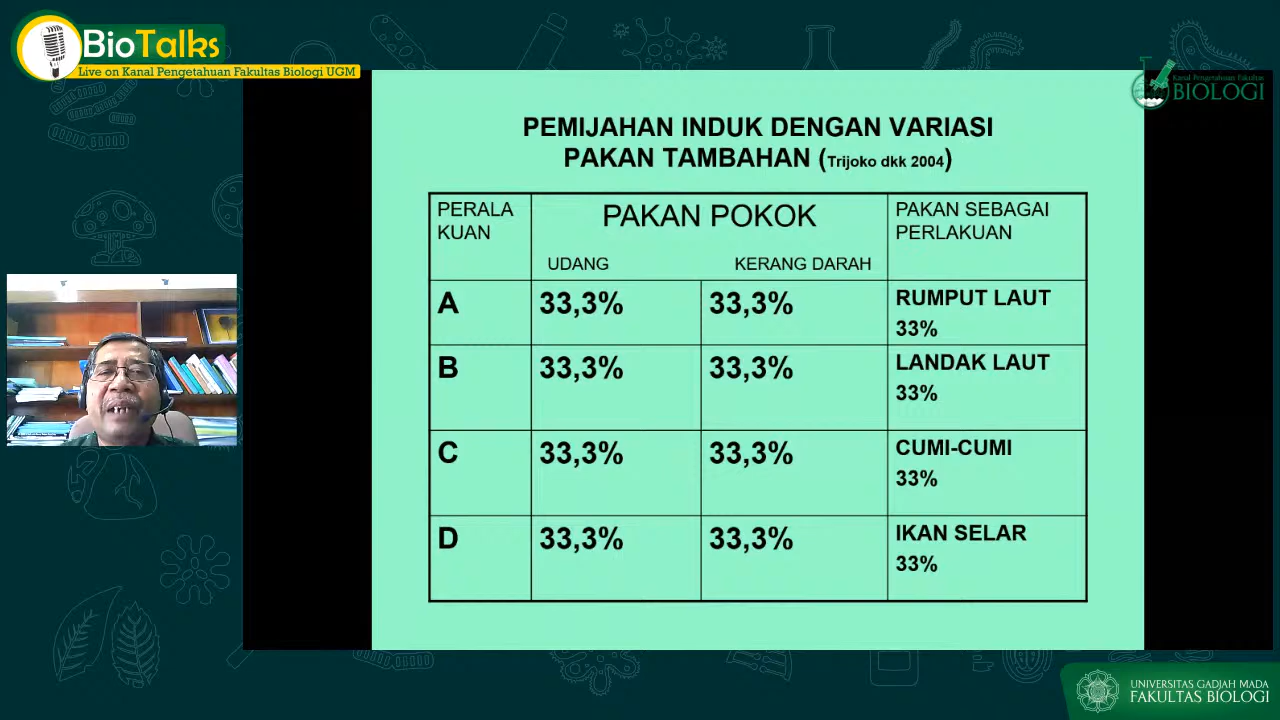 BioTalks
Live on Kanal Pengetahuan Fakultas Biologi UGM
Kanal Pengetahuan Fakultas
BIOLOGI
PEMIJAHAN INDUK DENGAN VARIASI
PAKAN TAMBAHAN (Trijoko dkk 2004)
PERALA
KUAN
PAKAN POKOK
PAKAN SEBAGAI
PERLAKUAN
UDANG KERANG DARAH
A 33,3% 33,3% RUMPUT LAUT
33%
B 33,3% 33,3% LANDAK LAUT
33%
C 33,3% 33,3% CUMI-CUMI
33%
D 33,3% 33,3% IKAN SELAR
33%
UNIVERSITAS GADJAH MADA
FAKULTAS BIOLOGI